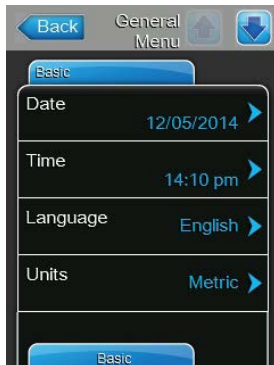 Back
General
Menu
Basic
Date
12/05/2014
Time
14:10 pm
Language
English
Units
Metric
Basic